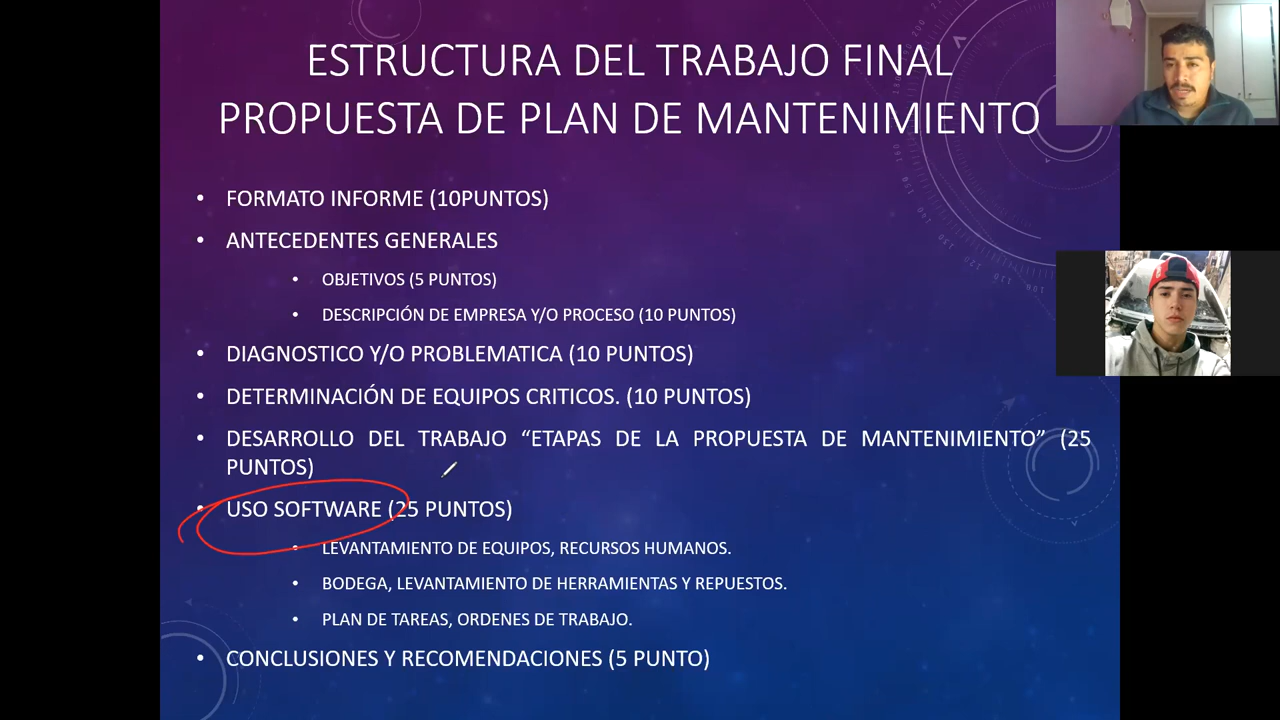 ESTRUCTURA DEL TRABAJO FINAL
PROPUESTA DE PLAN DE MANTENIMIENTO
• FORMATO INFORME (10PUNTOS)
• ANTECEDENTES GENERALES
• OBJETIVOS (5 PUNTOS)
• DESCRIPCIÓN DE EMPRESA Y/O PROCESO (10 PUNTOS)
• DIAGNOSTICO Y/O PROBLEMATICA (10 PUNTOS)
• DETERMINACIÓN DE EQUIPOS CRITICOS. (10 PUNTOS)
• DESARROLLO DEL TRABAJO “ETAPAS DE LA PROPUESTA DE MANTENIMIENTO” (25
PUNTOS)
• USO SOFTWARE (25 PUNTOS)
• LEVANTAMIENTO DE EQUIPOS, RECURSOS HUMANOS.
• BODEGA, LEVANTAMIENTO DE HERRAMIENTAS Y REPUESTOS.
• PLAN DE TAREAS, ORDENES DE TRABAJO.
• CONCLUSIONES Y RECOMENDACIONES (5 PUNTO)